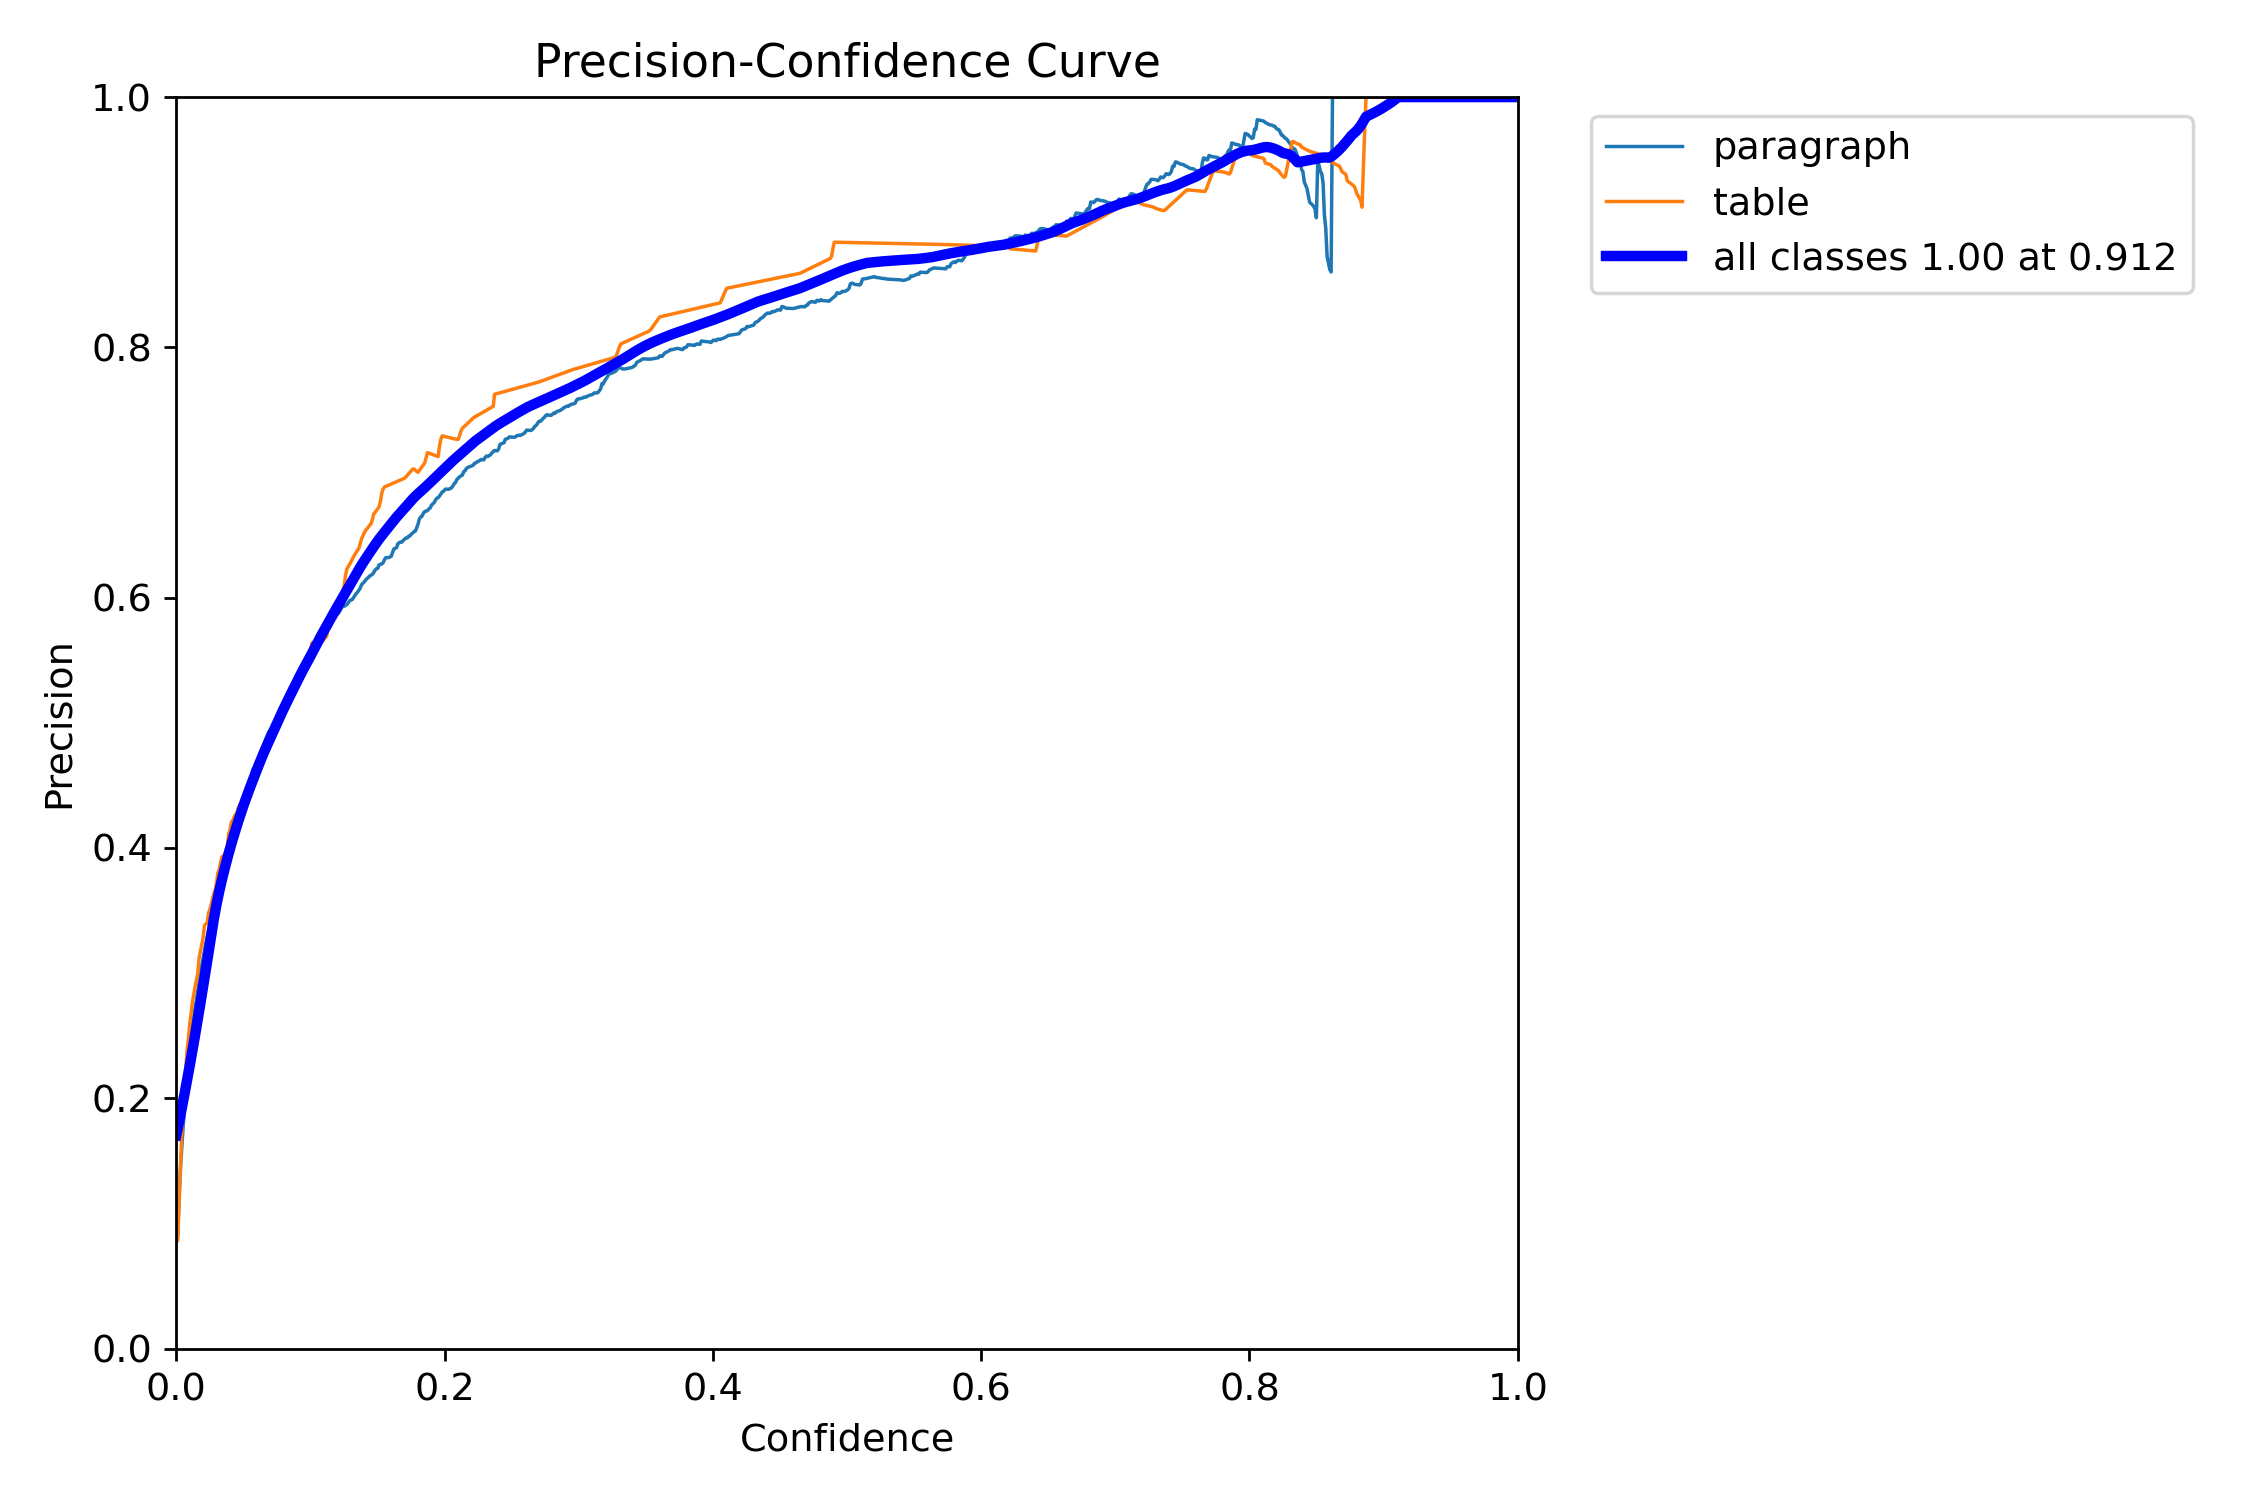 Precision-Confidence Curve
1.0
0.8
0.6
0.4
0.2
0.0
Precision
0.0 0.2 0.4 0.6 0.8 1.0
Confidence
paragraph
table
all classes 1.00 at 0.912